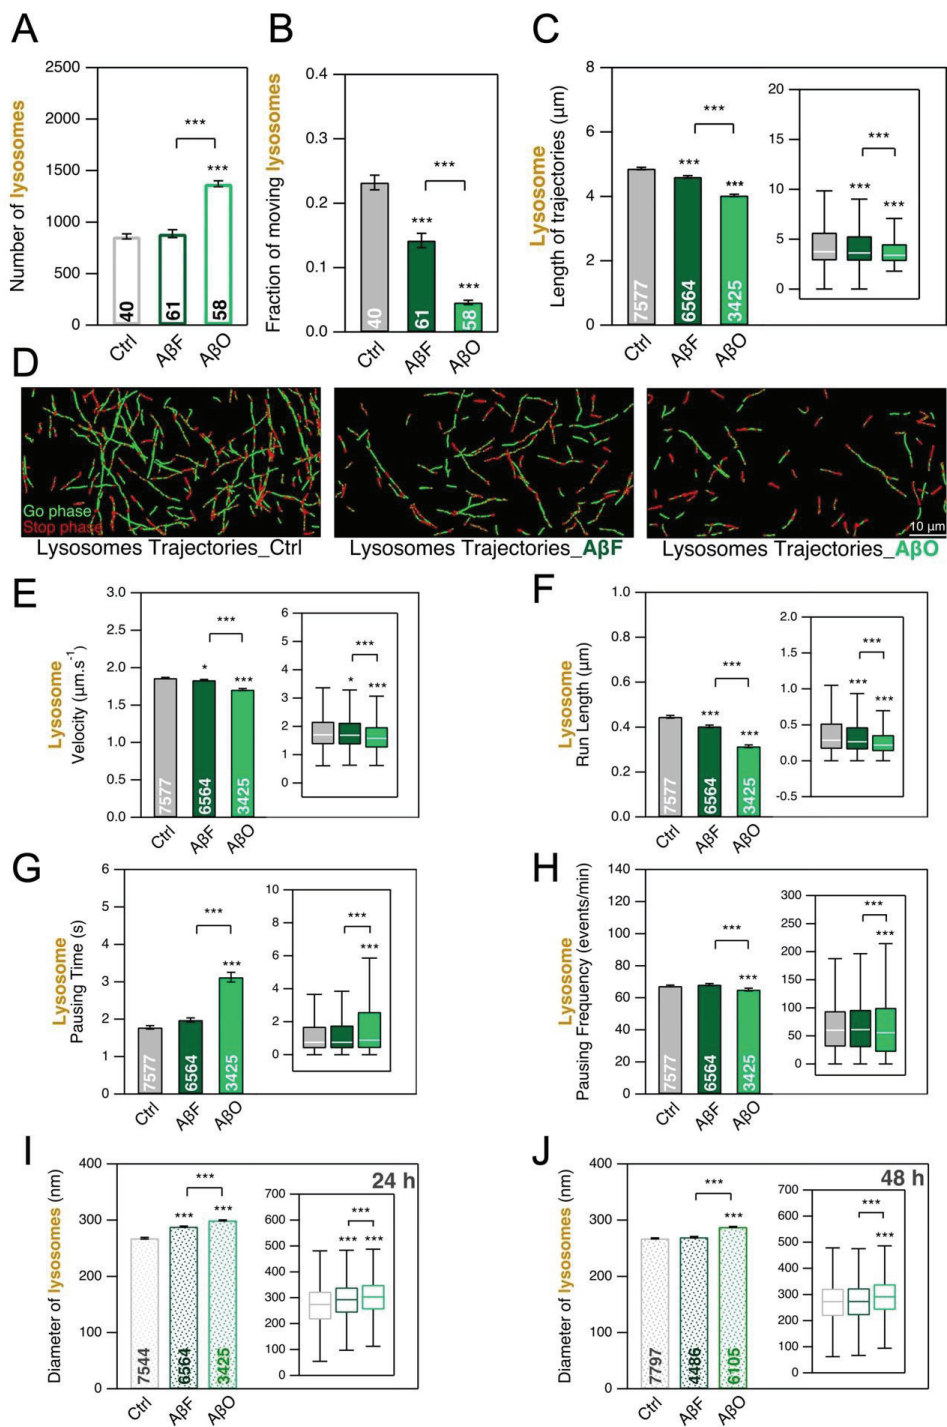 A
Number of lysosomes
2500
2000
1500
1000
500
0
***
***
40
61
58
Ctrl
AβF
AβO
B
Fraction of moving lysosomes
0.4
0.3
0.2
0.1
0.0
***
***
***
40
61
58
Ctrl
AβF
AβO
C
Lysosome
Length of trajectories (µm)
8
6
4
2
0
***
***
***
7577
6564
3425
Ctrl
AβF
AβO
20
15
10
5
0
***
***
***
D
Go phase
Stop phase
10 µm
Lysosomes Trajectories_Ctrl
Lysosomes Trajectories_AβF
Lysosomes Trajectories_AβO
E
Lysosome
Velocity (µm.s⁻¹)
3.0
2.5
2.0
1.5
1.0
0.5
0.0
***
*
***
7577
6564
3425
Ctrl
AβF
AβO
6
5
4
3
2
1
0
***
*
***
F
Lysosome
Run Length (µm)
1.0
0.8
0.6
0.4
0.2
0.0
***
***
***
7577
6564
3425
Ctrl
AβF
AβO
2.0
1.5
1.0
0.5
0.0
-0.5
***
***
***
G
Lysosome
Pausing Time (s)
6
5
4
3
2
1
0
***
***
7577
6564
3425
Ctrl
AβF
AβO
10
8
6
4
2
0
***
***
H
Lysosome
Pausing Frequency (events/min)
140
120
100
80
60
40
20
0
***
***
7577
6564
3425
Ctrl
AβF
AβO
300
250
200
150
100
50
0
***
***
I
Diameter of lysosomes (nm)
400
300
200
100
0
***
***
***
7544
6564
3425
Ctrl
AβF
AβO
24 h
700
600
500
400
300
200
100
0
***
***
***
J
Diameter of lysosomes (nm)
400
300
200
100
0
***
***
7797
4486
6105
Ctrl
AβF
AβO
48 h
700
600
500
400
300
200
100
0
***
***